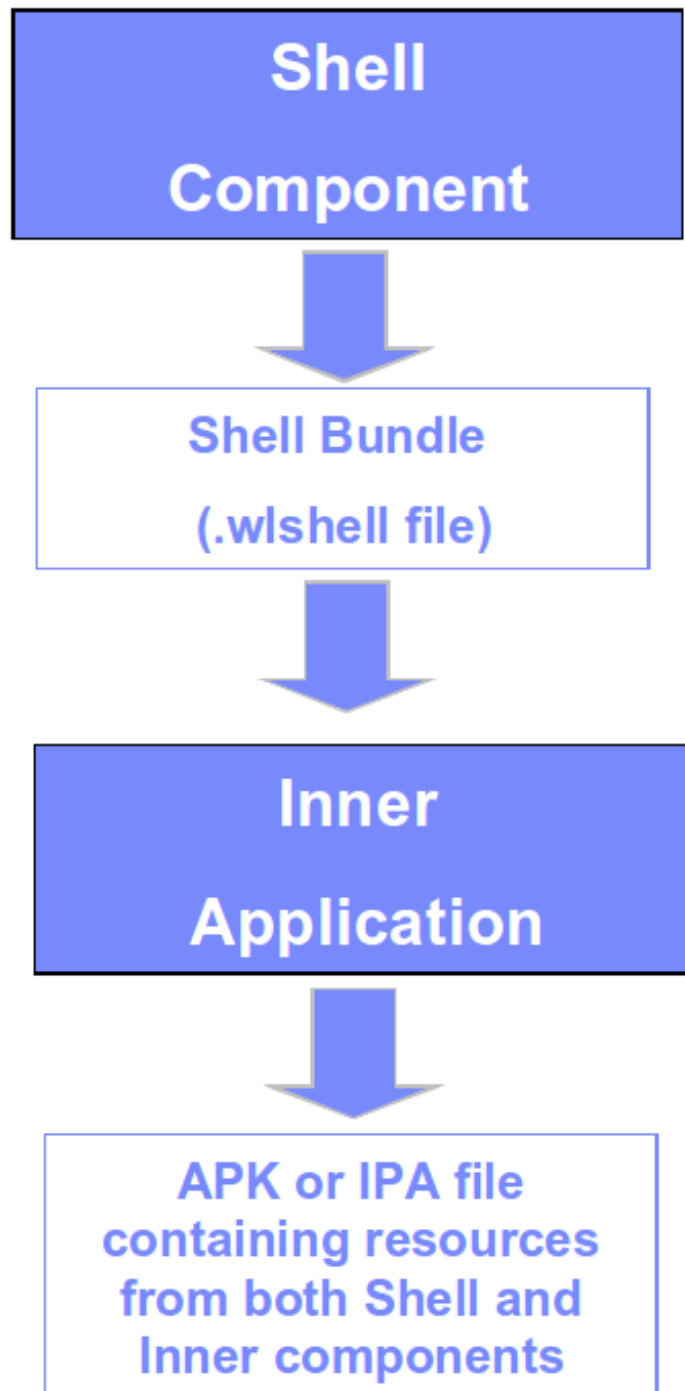 Shell
Component
Shell Bundle
(.wlshell file)
Inner
Application
APK or IPA file
containing resources
from both Shell and
Inner components